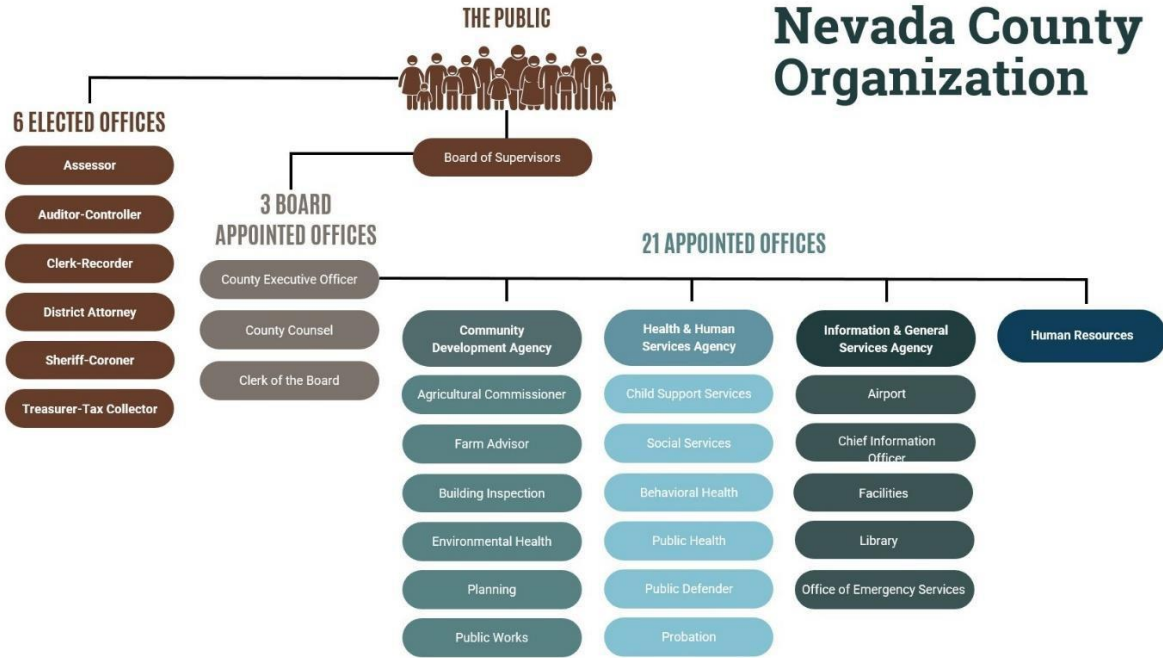 THE PUBLIC
Nevada County
Organization
6 ELECTED OFFICES
Assessor
Auditor-Controller
Clerk-Recorder
District Attorney
Sheriff-Coroner
Treasurer-Tax Collector
Board of Supervisors
3 BOARD
APPOINTED OFFICES
County Executive Officer
County Counsel
Clerk of the Board
21 APPOINTED OFFICES
Community
Development Agency
Agricultural Commissioner
Farm Advisor
Building Inspection
Environmental Health
Planning
Public Works
Health & Human
Services Agency
Child Support Services
Social Services
Behavioral Health
Public Health
Public Defender
Probation
Information & General
Services Agency
Airport
Chief Information
Officer
Facilities
Library
Office of Emergency Services
Human Resources